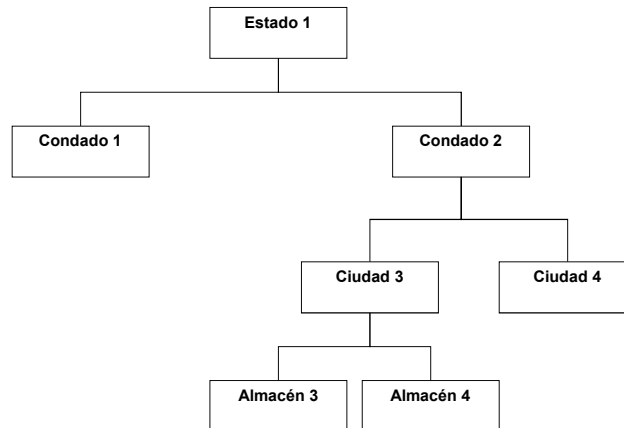 Estado 1
Condado 1
Condado 2
Ciudad 3
Ciudad 4
Almacén 3
Almacén 4